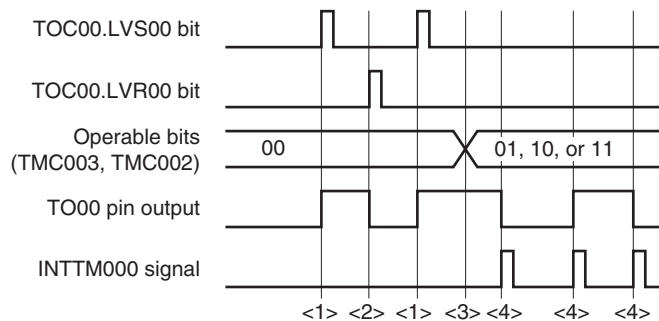 TOC00.LVS00 bit
TOC00.LVR00 bit
Operable bits
(TMC003, TMC002)
00
01, 10, or 11
TO00 pin output
INTTM000 signal
<1> <2> <1> <3> <4> <4> <4>